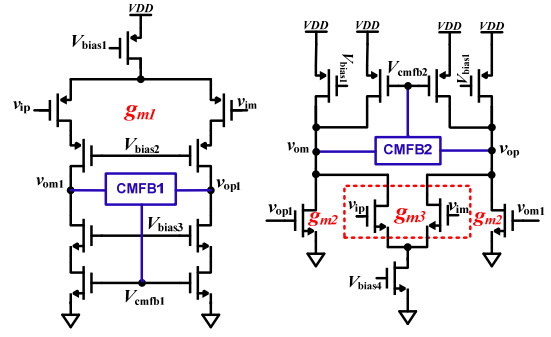 VDD
Vbias1
vip
gm1
vim
Vbias2
vom1
CMFB1
vop1
Vbias3
Vcmfb1
VDD
VDD
VDD
VDD
Vbias1
Vcmfb2
Vbias1
vom
CMFB2
vop
vop1
gm2
vip
gm3
vim
gm2
vom1
Vbias4